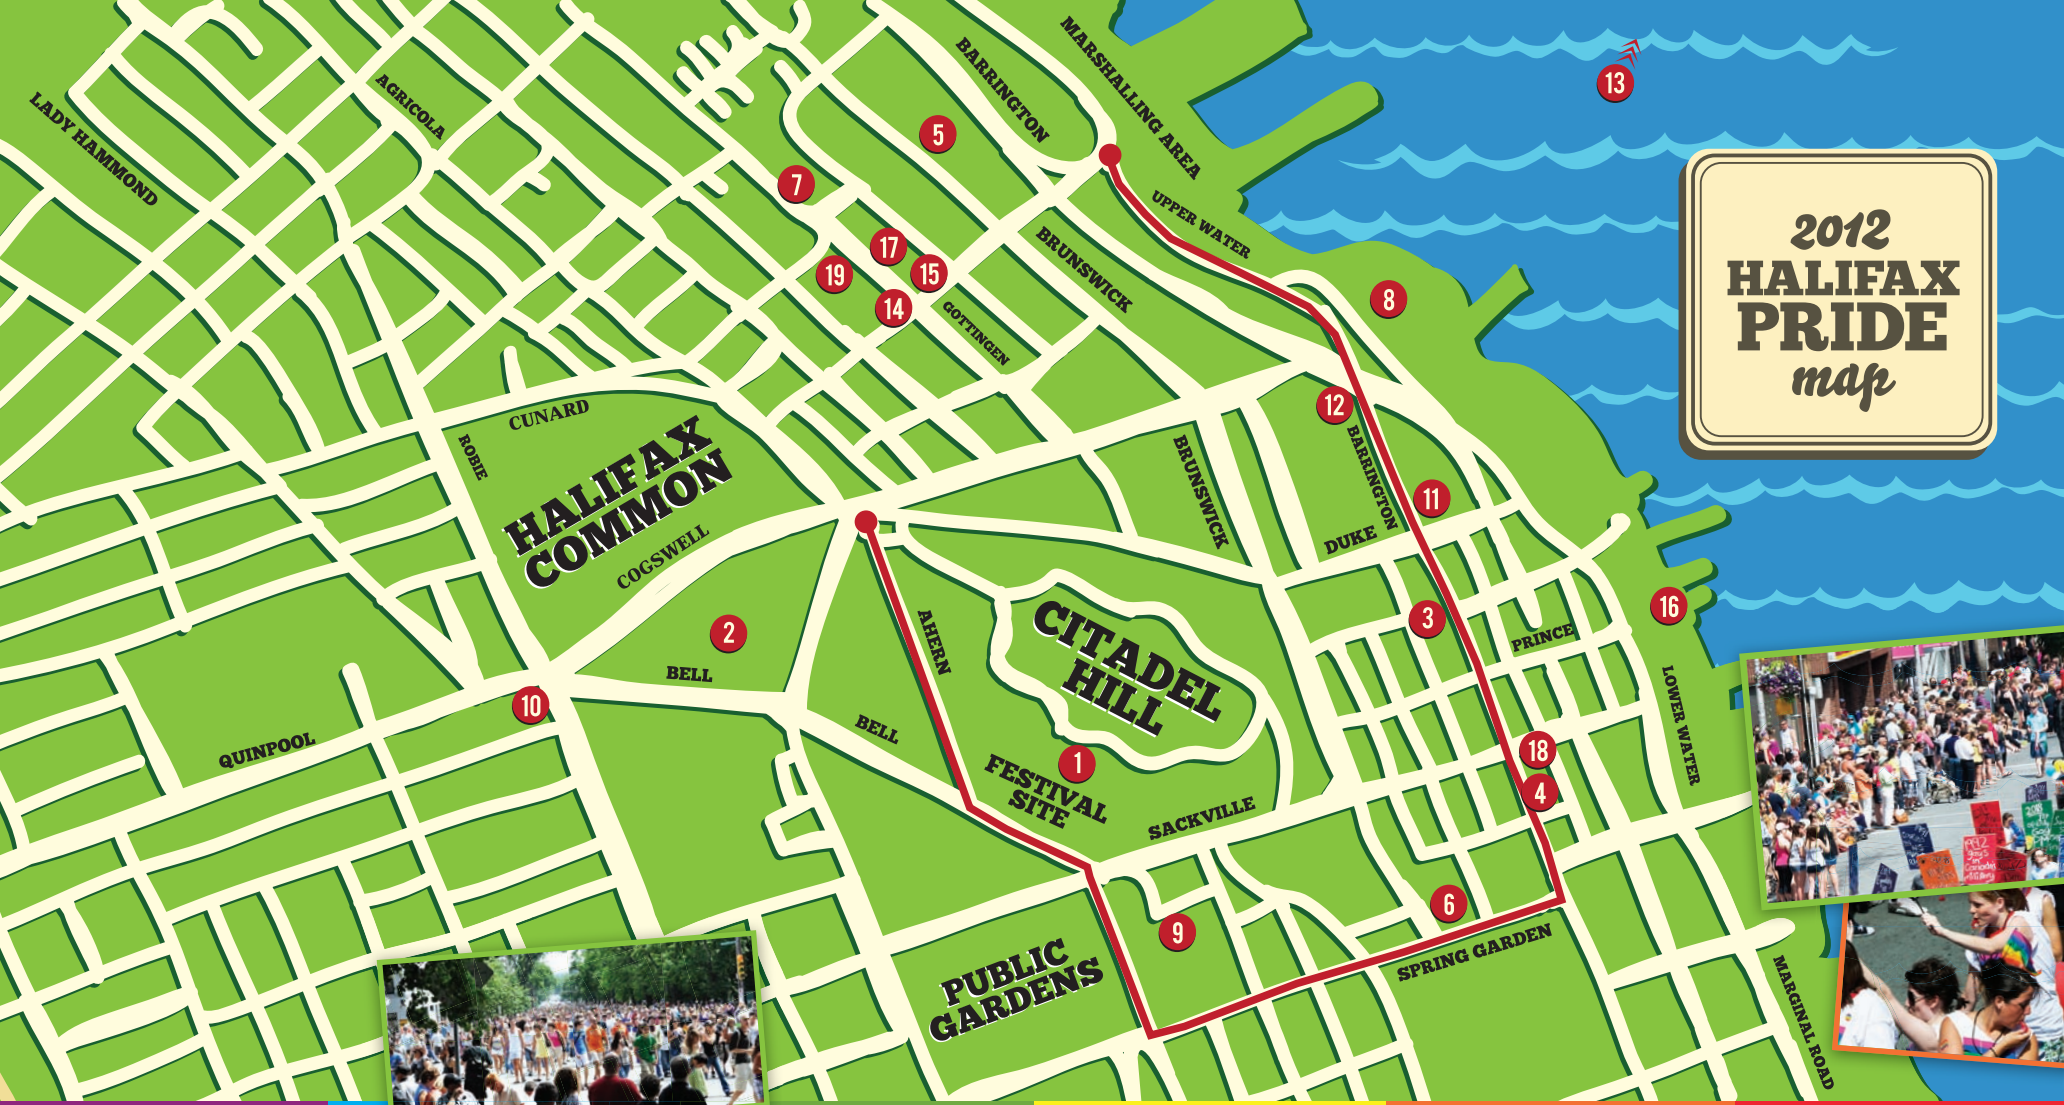 LADY HAMMOND
AGRICOLA
BARRINGTON
MARSHALLING AREA
13
5
7
UPPER WATER
2012
HALIFAX
PRIDE
map
17
19
15
14
BRUNSWICK
GOTTINGEN
8
CUNARD
ROBIE
HALIFAX
COMMON
COGSWELL
BRUNSWICK
12
BARRINGTON
11
DUKE
2
BELL
AHERN
CITADEL
HILL
3
PRINCE
16
LOWER WATER
10
QUINPOOL
BELL
1
FESTIVAL
SITE
SACKVILLE
18
4
6
9
SPRING GARDEN
PUBLIC
GARDENS
MARGINAL ROAD